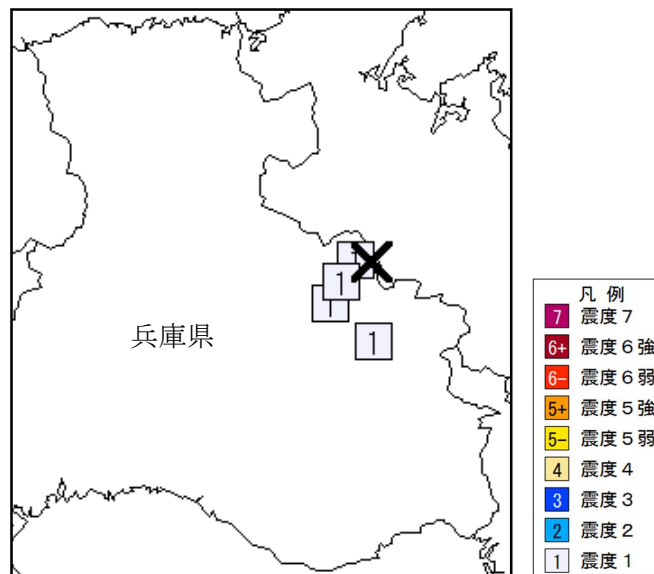 1
1
1
1
兵庫県
凡 例
7 震度７
6+ 震度６強
6- 震度６弱
5+ 震度５強
5- 震度５弱
4 震度４
3 震度３
2 震度２
1 震度１